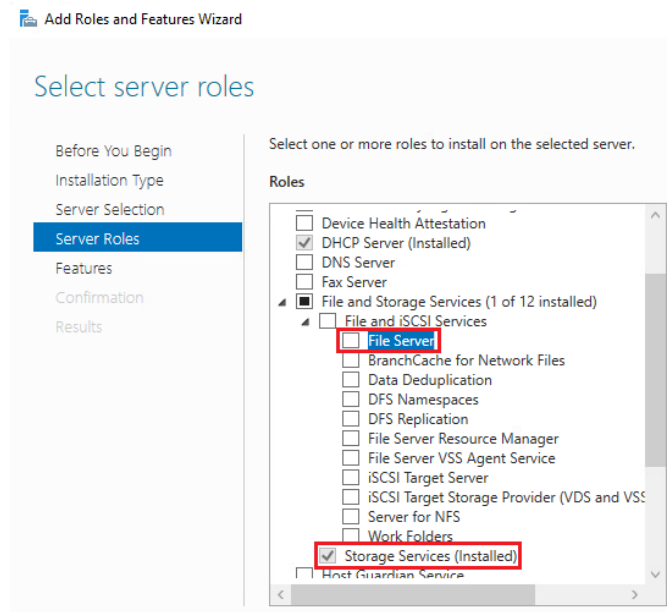 Add Roles and Features Wizard
Select server roles
Before You Begin
Installation Type
Server Selection
Server Roles
Features
Confirmation
Results
Select one or more roles to install on the selected server.
Roles
Device Health Attestation
DHCP Server (Installed)
DNS Server
Fax Server
File and Storage Services (1 of 12 installed)
File and iSCSI Services
File Server
BranchCache for Network Files
Data Deduplication
DFS Namespaces
DFS Replication
File Server Resource Manager
File Server VSS Agent Service
iSCSI Target Server
iSCSI Target Storage Provider (VDS and VSS
Server for NFS
Work Folders
Storage Services (Installed)
Host Guardian Service